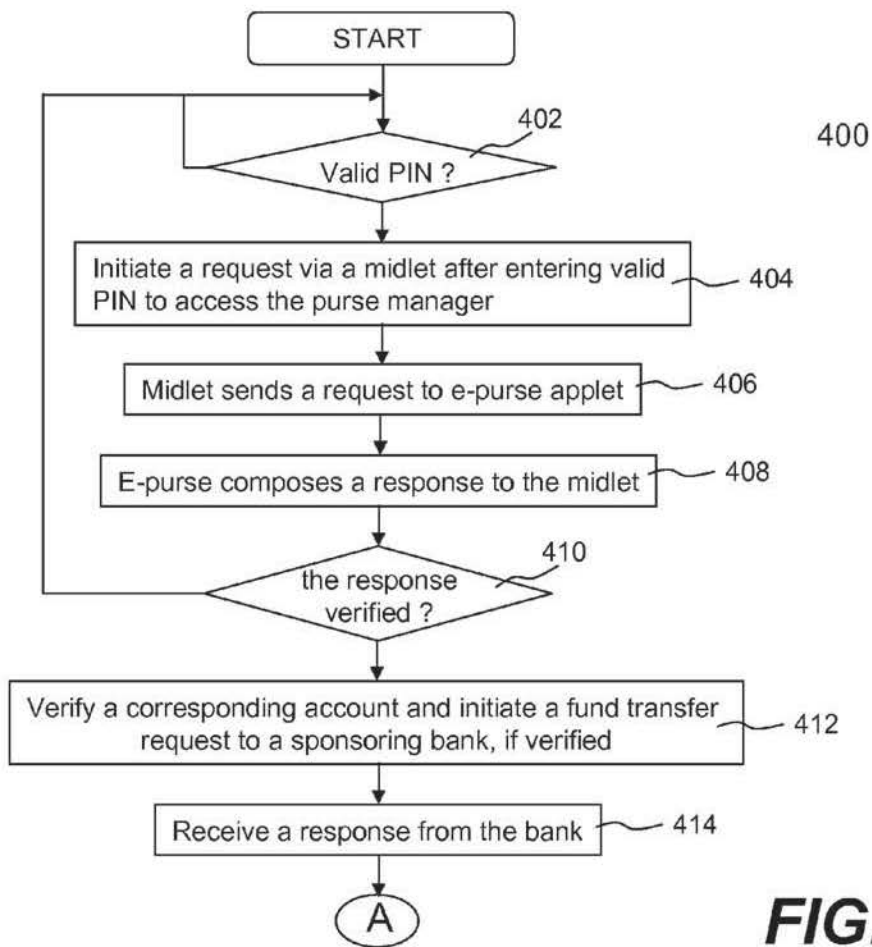 START
402
400
Valid PIN ?
Initiate a request via a midlet after entering valid
PIN to access the purse manager
404
Midlet sends a request to e-purse applet
406
E-purse composes a response to the midlet
408
410
the response
verified ?
Verify a corresponding account and initiate a fund transfer
request to a sponsoring bank, if verified
412
Receive a response from the bank
414
A
FIG.